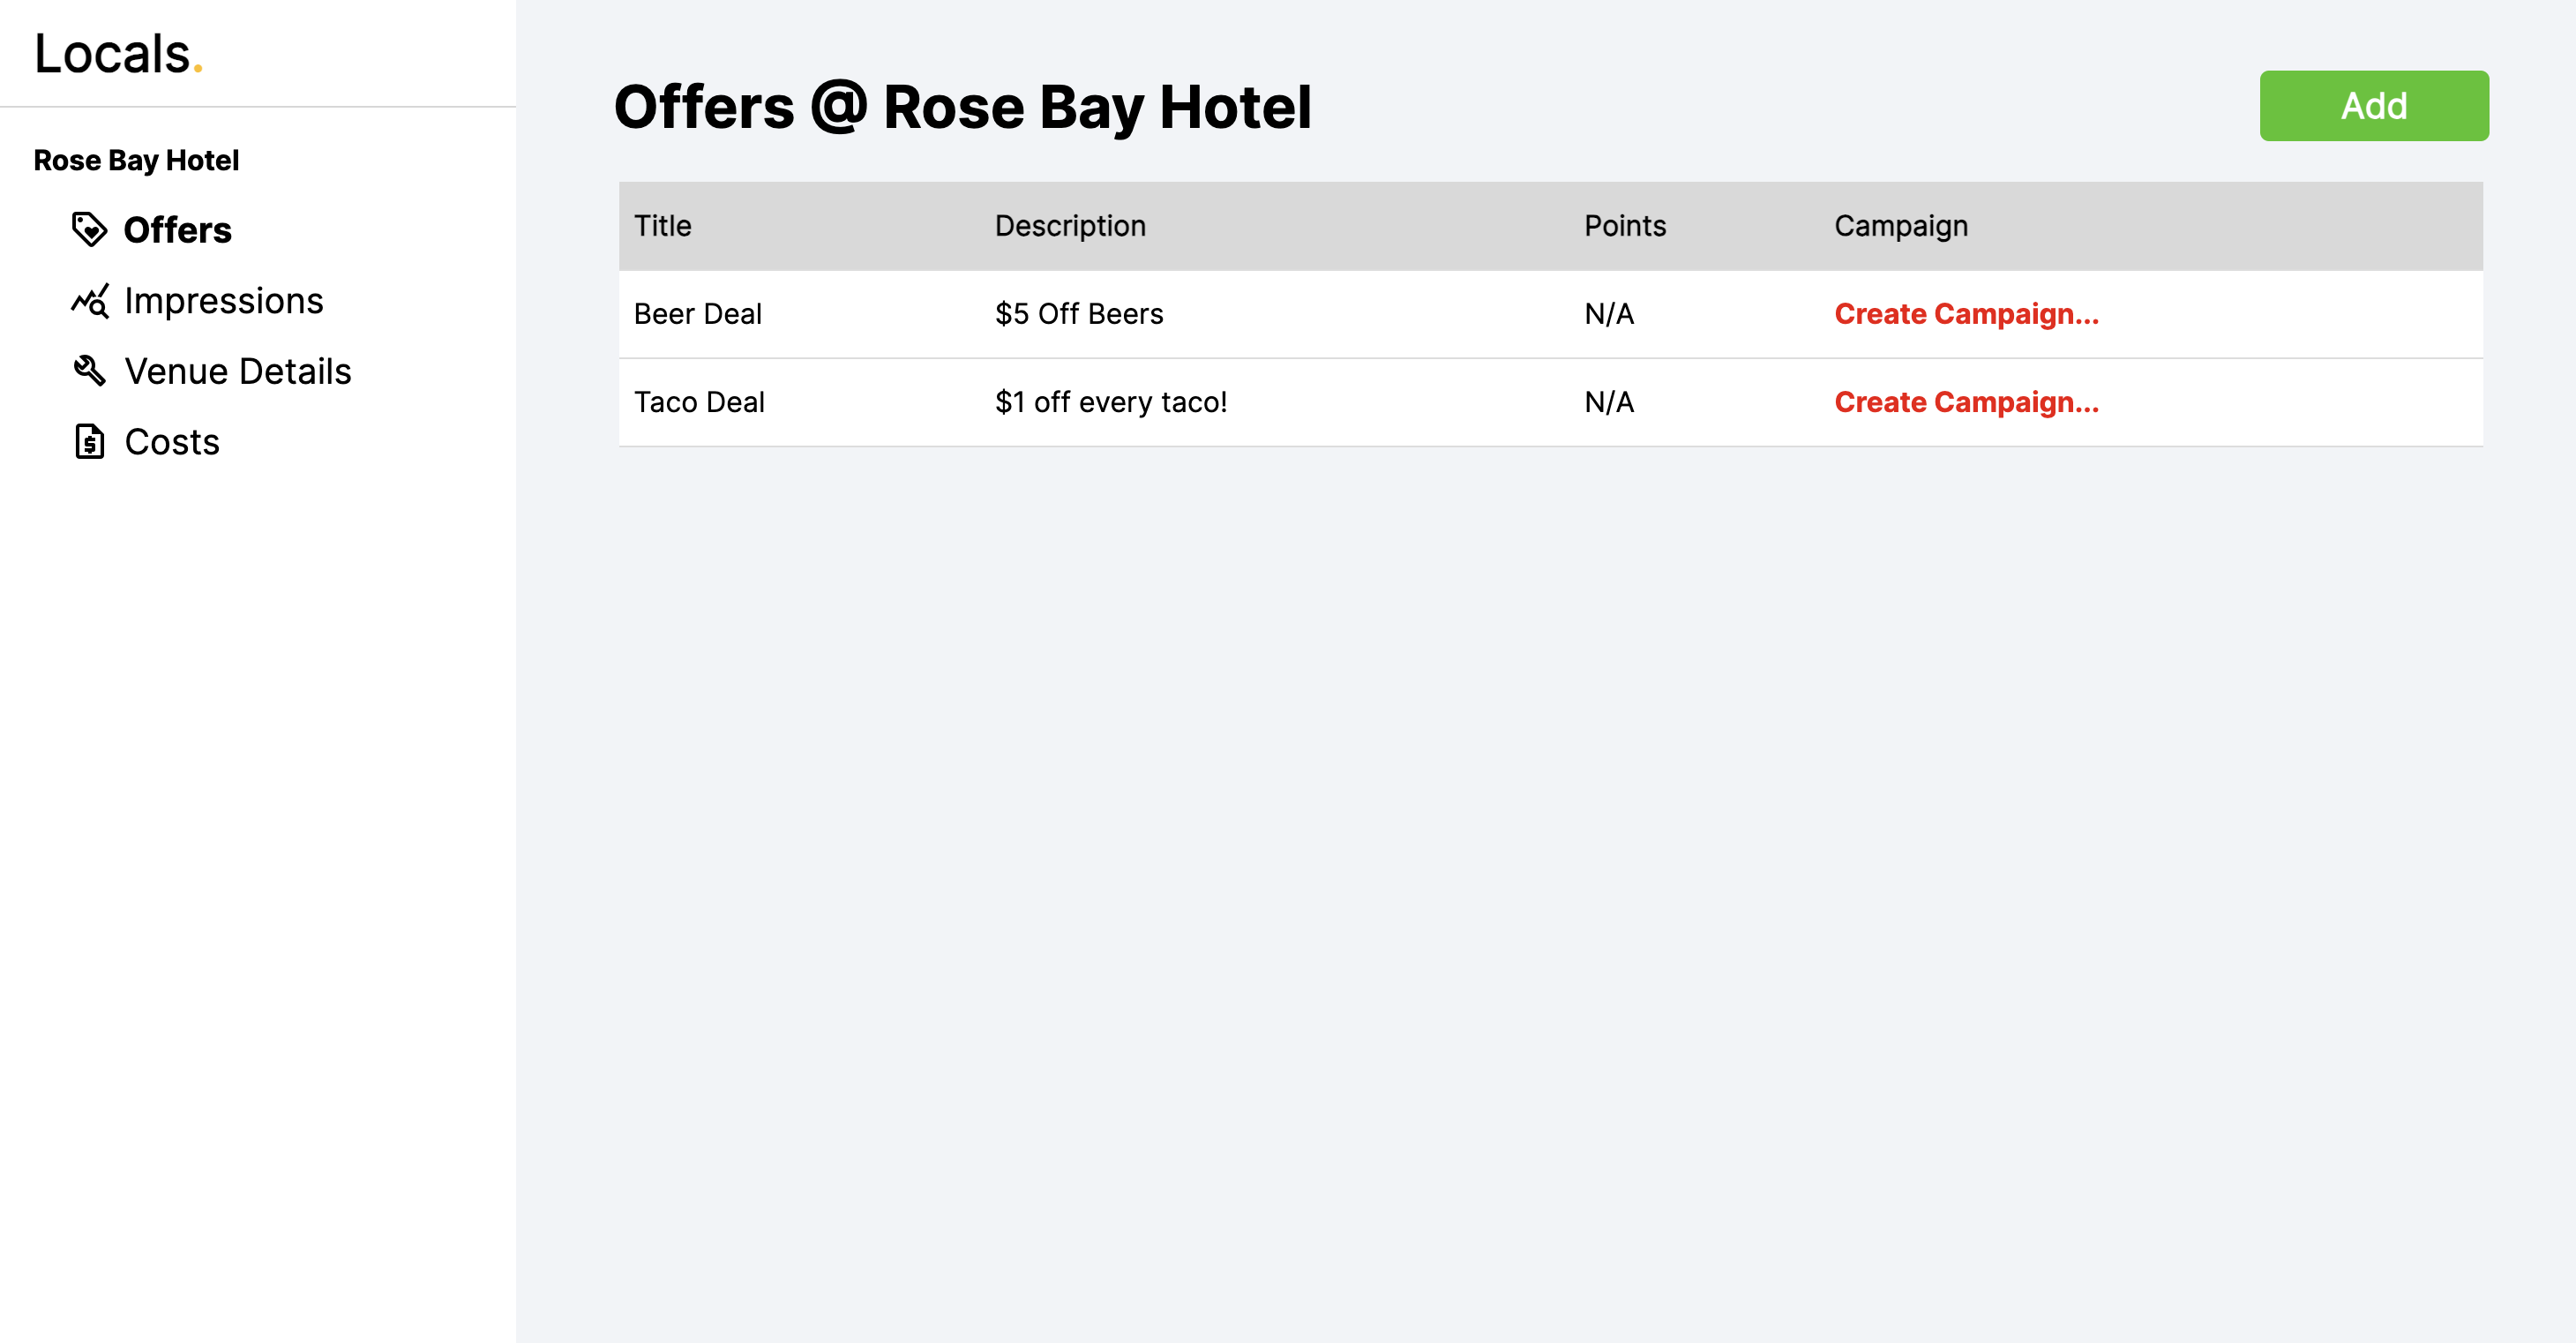 Locals.
Rose Bay Hotel
Offers
Impressions
Venue Details
Costs
Offers @ Rose Bay Hotel
Add
Title Description Points Campaign
Beer Deal $5 Off Beers N/A Create Campaign...
Taco Deal $1 off every taco! N/A Create Campaign...